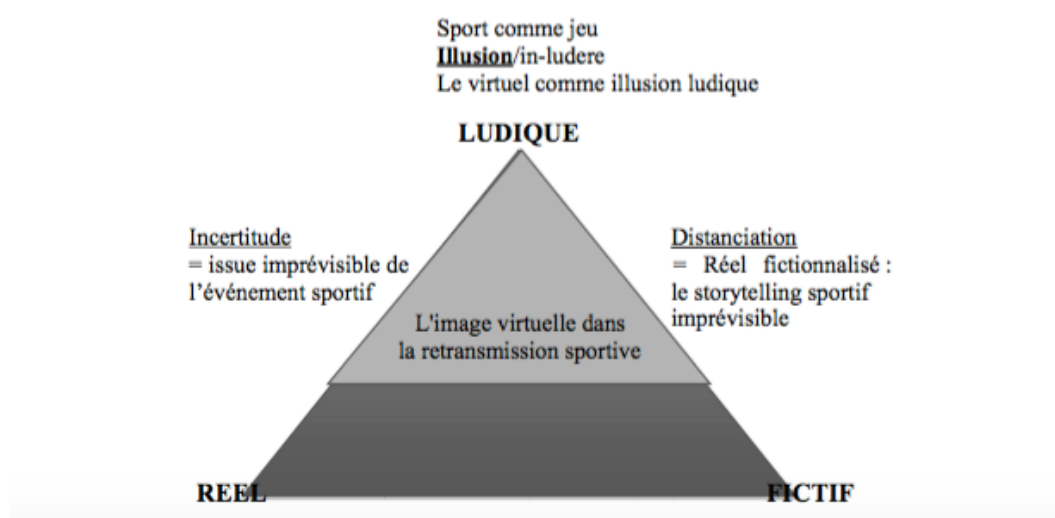 Sport comme jeu
Illusion/in-ludere
Le virtuel comme illusion ludique
LUDIQUE
Incertitude
= issue imprévisible de
l'événement sportif
Distanciation
= Réel fictionnalisé :
le storytelling sportif
imprévisible
L'image virtuelle dans
la retransmission sportive
REEL
FICTIF